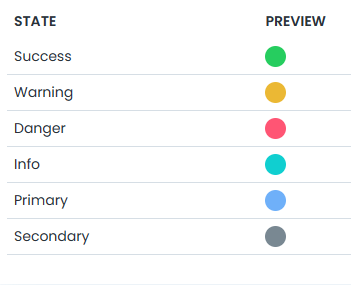 STATE PREVIEW
Success
Warning
Danger
Info
Primary
Secondary